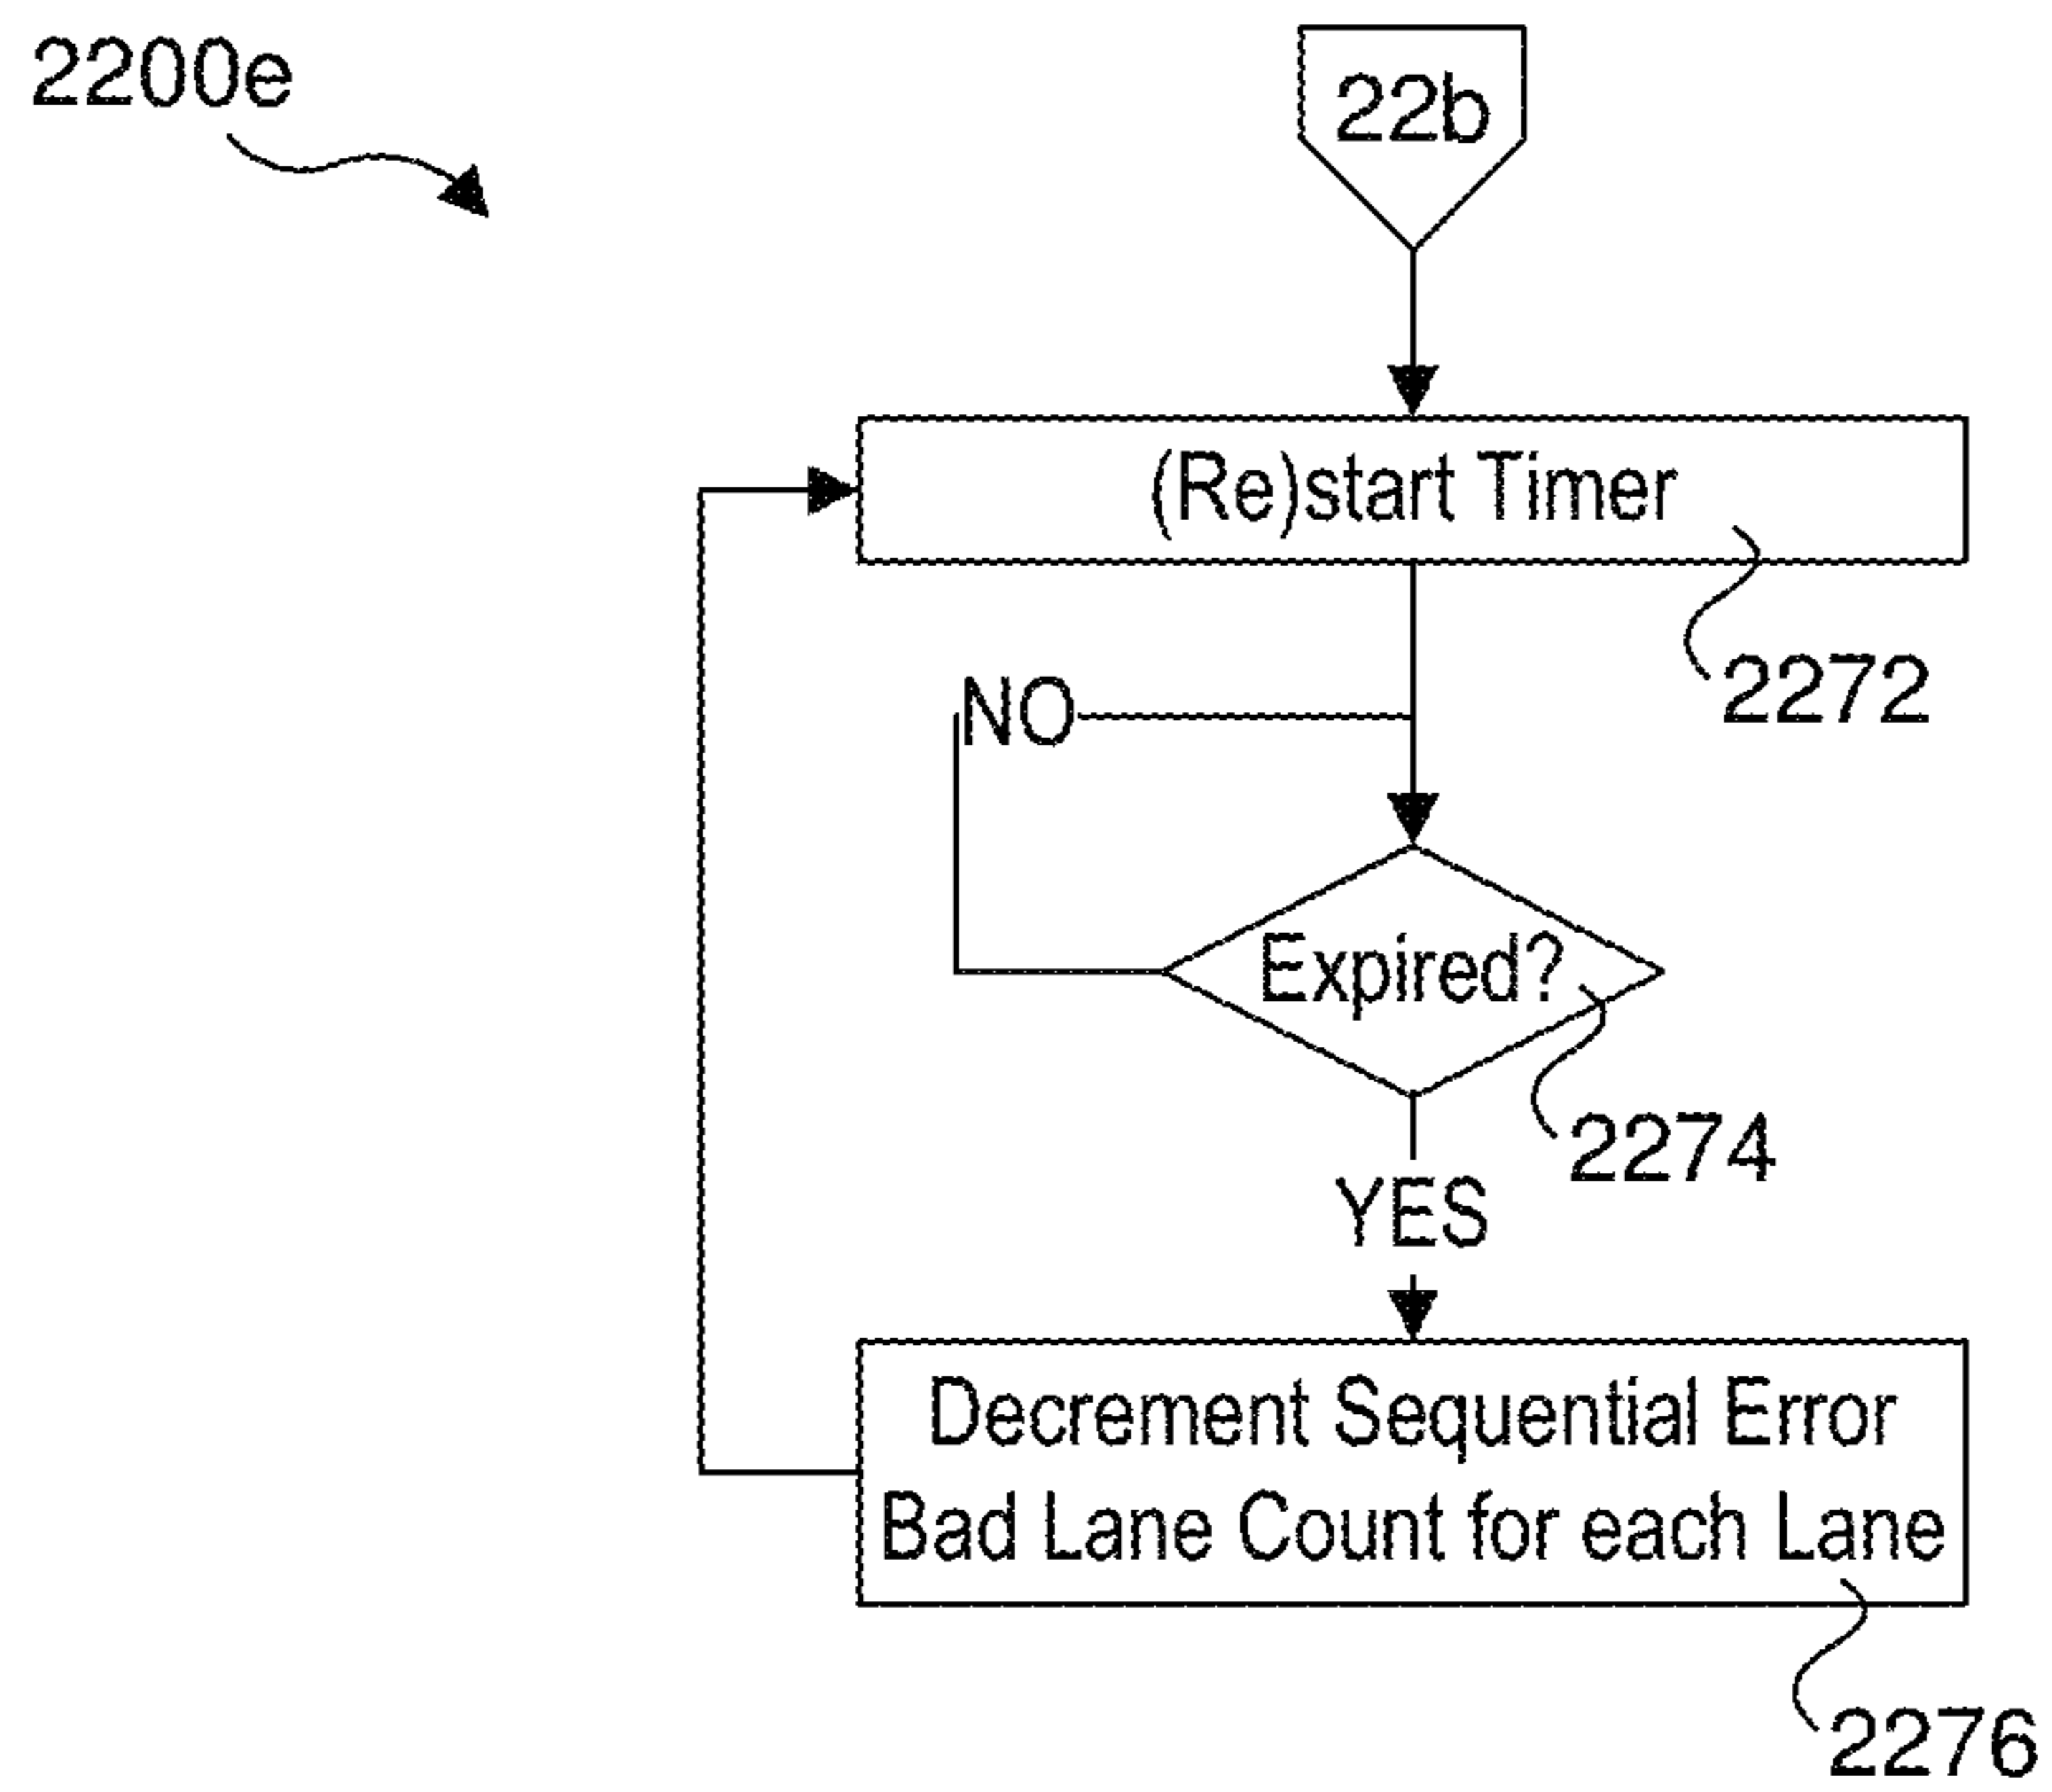 2200e
22b
(Re)start Timer
2272
NO
Expired?
2274
YES
Decrement Sequential Error
Bad Lane Count for each Lane
2276